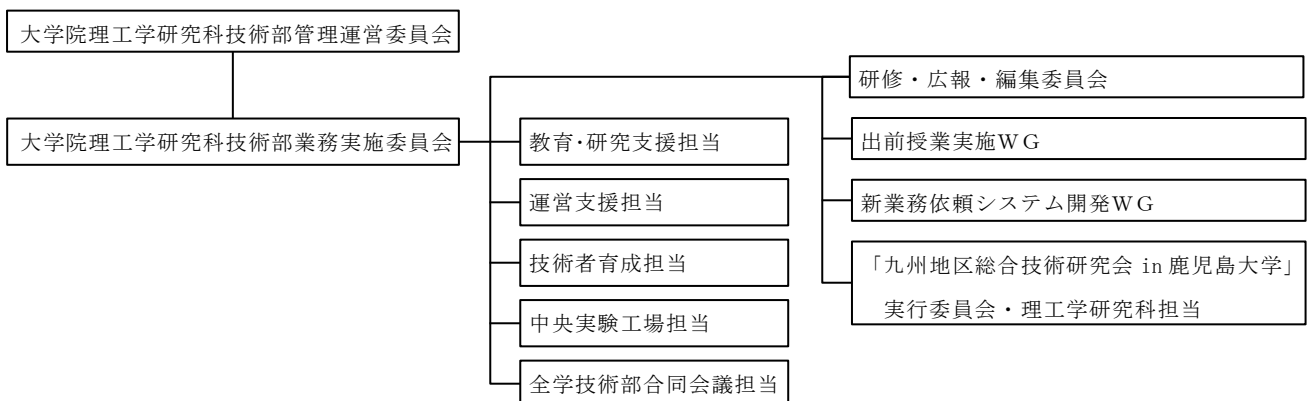 大学院理工学研究科技術部管理運営委員会
大学院理工学研究科技術部業務実施委員会
教育･研究支援担当
運営支援担当
技術者育成担当
中央実験工場担当
全学技術部合同会議担当
研修・広報・編集委員会
出前授業実施ＷＧ
新業務依頼システム開発ＷＧ
「九州地区総合技術研究会 in 鹿児島大学」
実行委員会・理工学研究科担当